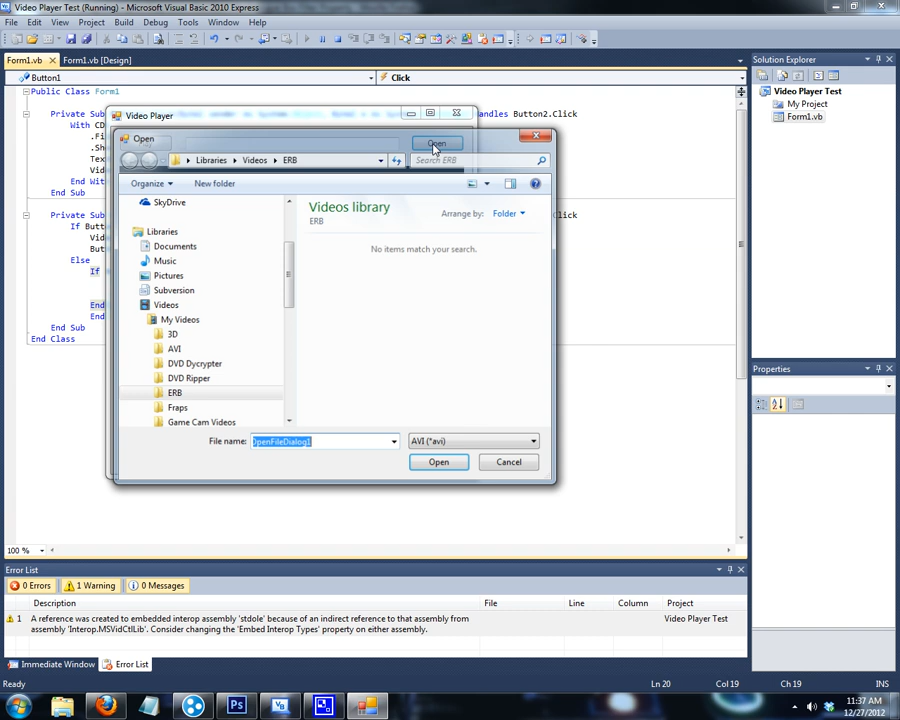 Video Player Test (Running) - Microsoft Visual Basic 2010 Express
File Edit View Project Build Debug Tools Window Help
Form1.vb Form1.vb [Design] Solution Explorer
Button1 Click
Public Class Form1
Video Player Test
My Project
Form1.vb
Private Sub
Handles Button2.Click
Video Player
With CD
.Fi
.Sh
Tex
Vid
End With
End Sub
Open
Open
Libraries Videos ERB Search ERB
Organize New folder
SkyDrive
Libraries
Documents
Music
Pictures
Subversion
Videos
My Videos
3D
AVI
DVD Dycrypter
DVD Ripper
ERB
Fraps
Game Cam Videos
Videos library
ERB
Arrange by: Folder
No items match your search.
File name: OpenFileDialog1 AVI (*avi)
Open Cancel
Private Sub
Click
If Butt
Vid
But
Else
If
End
End
End Sub
End Class
Properties
100 %
Error List
0 Errors 1 Warning 0 Messages
Description File Line Column Project
1 A reference was created to embedded interop assembly 'stdole' because of an indirect reference to that assembly from Video Player Test
assembly 'Interop.MSVidCtlLib'. Consider changing the 'Embed Interop Types' property on either assembly.
Immediate Window Error List
Ready Ln 20 Col 19 Ch 19 INS
Ps
11:37 AM
12/27/2012